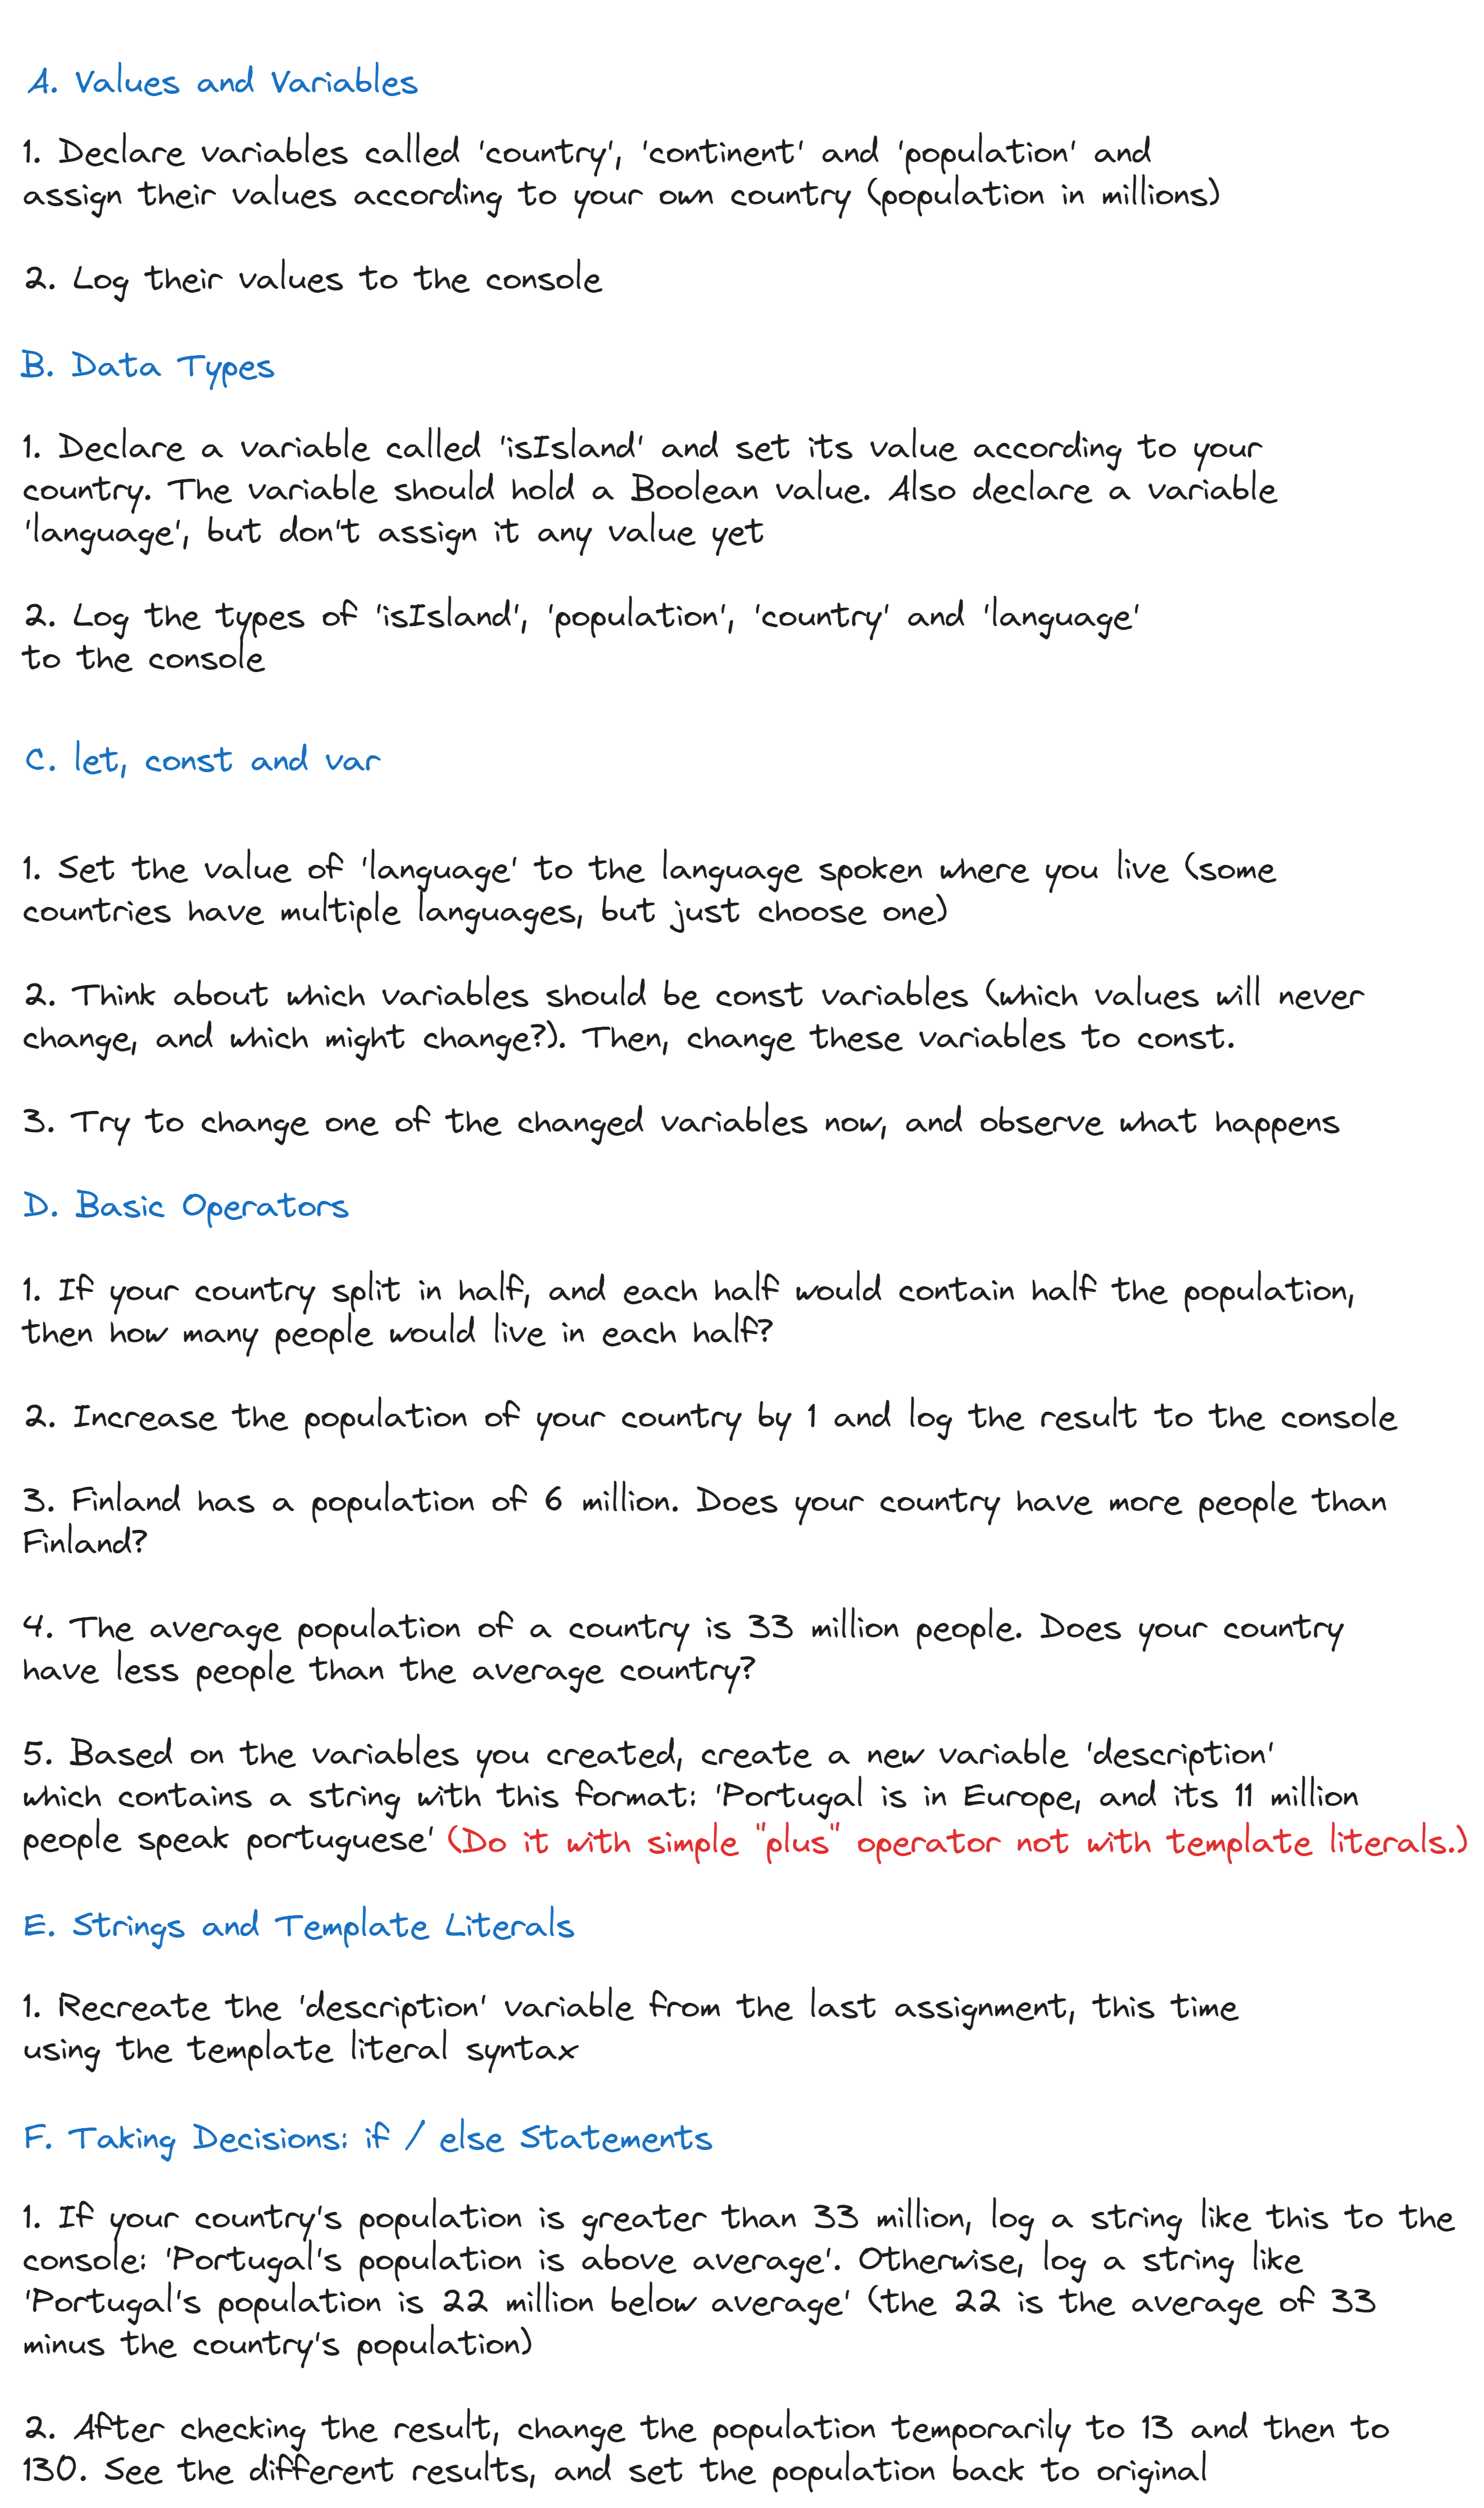 A. Values and Variables
1. Declare variables called 'country', 'continent' and 'population' and
assign their values according to your own country (population in millions)
2. Log their values to the console
B. Data Types
1. Declare a variable called 'isIsland' and set its value according to your
country. The variable should hold a Boolean value. Also declare a variable
'language', but don't assign it any value yet
2. Log the types of 'isIsland', 'population', 'country' and 'language'
to the console
C. let, const and var
1. Set the value of 'language' to the language spoken where you live (some
countries have multiple languages, but just choose one)
2. Think about which variables should be const variables (which values will never
change, and which might change?). Then, change these variables to const.
3. Try to change one of the changed variables now, and observe what happens
D. Basic Operators
1. If your country split in half, and each half would contain half the population,
then how many people would live in each half?
2. Increase the population of your country by 1 and log the result to the console
3. Finland has a population of 6 million. Does your country have more people than
Finland?
4. The average population of a country is 33 million people. Does your country
have less people than the average country?
5. Based on the variables you created, create a new variable 'description'
which contains a string with this format: 'Portugal is in Europe, and its 11 million
people speak portuguese' (Do it with simple "plus" operator not with template literals.)
E. Strings and Template Literals
1. Recreate the 'description' variable from the last assignment, this time
using the template literal syntax
F. Taking Decisions: if / else Statements
1. If your country's population is greater than 33 million, log a string like this to the
console: 'Portugal's population is above average'. Otherwise, log a string like
'Portugal's population is 22 million below average' (the 22 is the average of 33
minus the country's population)
2. After checking the result, change the population temporarily to 13 and then to
130. See the different results, and set the population back to original